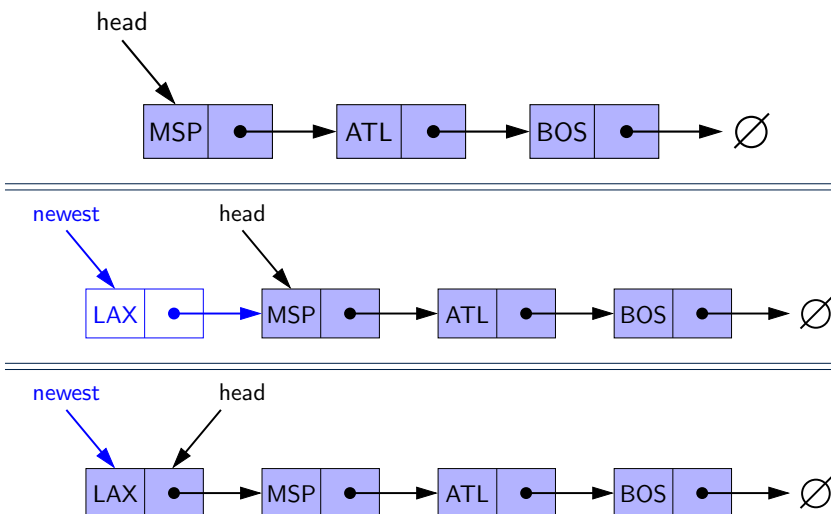 head
MSP ATL BOS ∅
newest head
LAX MSP ATL BOS ∅
newest head
LAX MSP ATL BOS ∅